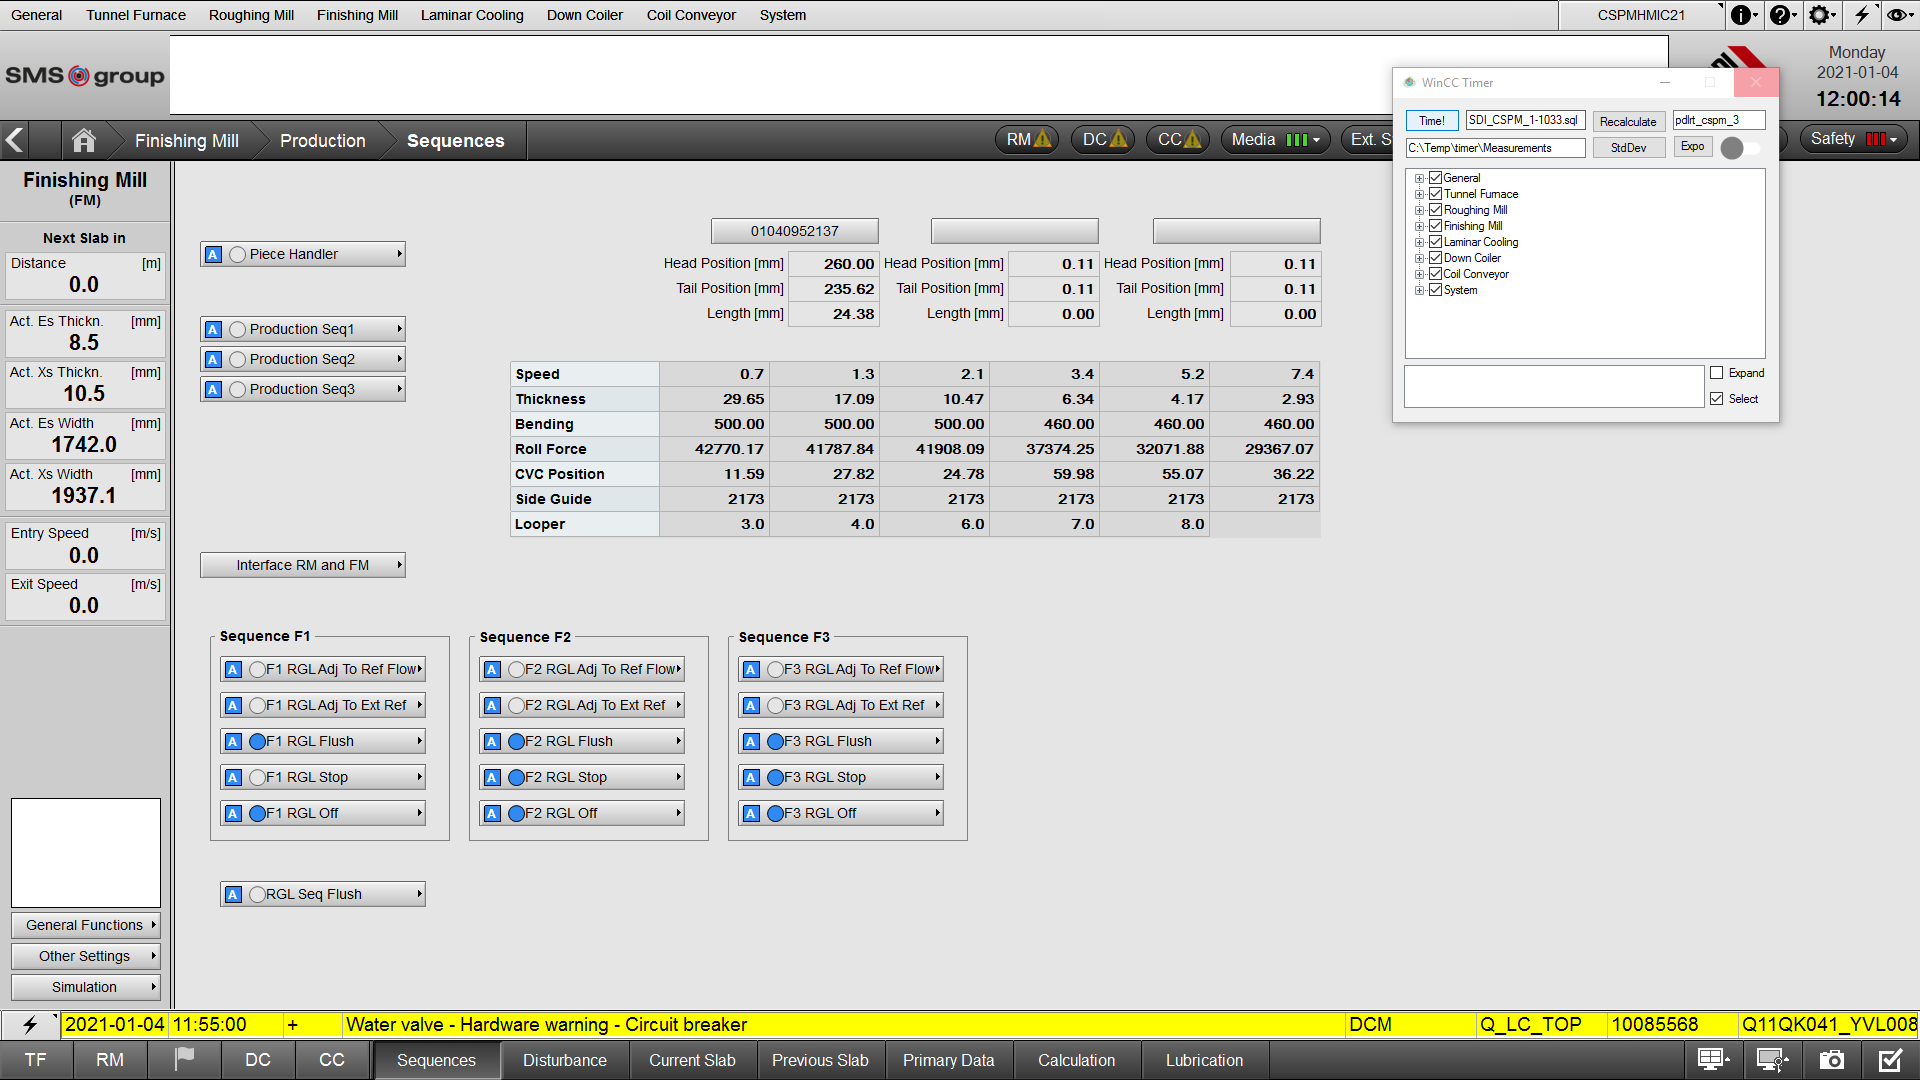 General Tunnel Furnace Roughing Mill Finishing Mill Laminar Cooling Down Coiler Coil Conveyor System CSPMHMIC21
SMS group
Monday
2021-01-04
12:00:14
Finishing Mill Production Sequences RM DC CC Media Ext. S Safety
WinCC Timer
Time! SDI_CSPM_1-1033.sql Recalculate pdlrt_cspm_3
C:\Temp\timer\Measurements StdDev Expo
General
Tunnel Furnace
Roughing Mill
Finishing Mill
Laminar Cooling
Down Coiler
Coil Conveyor
System
Expand
Select
Finishing Mill
(FM)
Next Slab in
Distance [m]
0.0
Act. Es Thickn. [mm]
8.5
Act. Xs Thickn. [mm]
10.5
Act. Es Width [mm]
1742.0
Act. Xs Width [mm]
1937.1
Entry Speed [m/s]
0.0
Exit Speed [m/s]
0.0
General Functions
Other Settings
Simulation
A Piece Handler
A Production Seq1
A Production Seq2
A Production Seq3
Interface RM and FM
01040952137
Head Position [mm] 260.00 Head Position [mm] 0.11 Head Position [mm] 0.11
Tail Position [mm] 235.62 Tail Position [mm] 0.11 Tail Position [mm] 0.11
Length [mm] 24.38 Length [mm] 0.00 Length [mm] 0.00
Speed 0.7 1.3 2.1 3.4 5.2 7.4
Thickness 29.65 17.09 10.47 6.34 4.17 2.93
Bending 500.00 500.00 500.00 460.00 460.00 460.00
Roll Force 42770.17 41787.84 41908.09 37374.25 32071.88 29367.07
CVC Position 11.59 27.82 24.78 59.98 55.07 36.22
Side Guide 2173 2173 2173 2173 2173 2173
Looper 3.0 4.0 6.0 7.0 8.0
Sequence F1
A F1 RGL Adj To Ref Flow
A F1 RGL Adj To Ext Ref
A F1 RGL Flush
A F1 RGL Stop
A F1 RGL Off
Sequence F2
A F2 RGL Adj To Ref Flow
A F2 RGL Adj To Ext Ref
A F2 RGL Flush
A F2 RGL Stop
A F2 RGL Off
Sequence F3
A F3 RGL Adj To Ref Flow
A F3 RGL Adj To Ext Ref
A F3 RGL Flush
A F3 RGL Stop
A F3 RGL Off
A RGL Seq Flush
2021-01-04 11:55:00 + Water valve - Hardware warning - Circuit breaker DCM Q_LC_TOP 10085568 Q11QK041_YVL008
TF RM DC CC Sequences Disturbance Current Slab Previous Slab Primary Data Calculation Lubrication